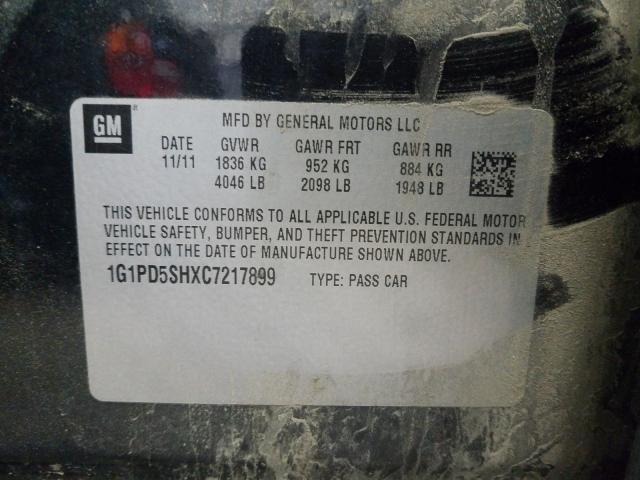 GM ®
MFD BY GENERAL MOTORS LLC
DATE GVWR GAWR FRT GAWR RR
11/11 1836 KG 952 KG 884 KG
4046 LB 2098 LB 1948 LB
THIS VEHICLE CONFORMS TO ALL APPLICABLE U.S. FEDERAL MOTOR
VEHICLE SAFETY, BUMPER, AND THEFT PREVENTION STANDARDS IN
EFFECT ON THE DATE OF MANUFACTURE SHOWN ABOVE.
1G1PD5SHXC7217899 TYPE: PASS CAR